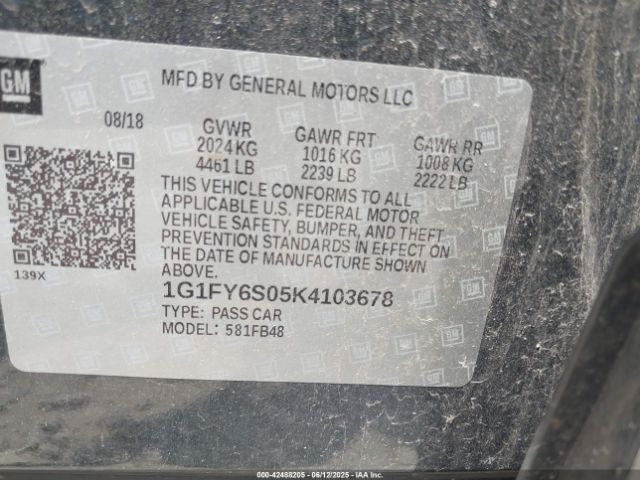 GM
MFD BY GENERAL MOTORS LLC
08/18 GVWR GAWR FRT GAWR RR
2024 KG 1016 KG 1008 KG
4461 LB 2239 LB 2222 LB
THIS VEHICLE CONFORMS TO ALL
APPLICABLE U.S. FEDERAL MOTOR
VEHICLE SAFETY, BUMPER, AND THEFT
PREVENTION STANDARDS IN EFFECT ON
THE DATE OF MANUFACTURE SHOWN
ABOVE.
139X
1G1FY6S05K4103678
TYPE: PASS CAR
MODEL: 581FB48
00-42488205 - 06/12/2025 - IAA Inc.